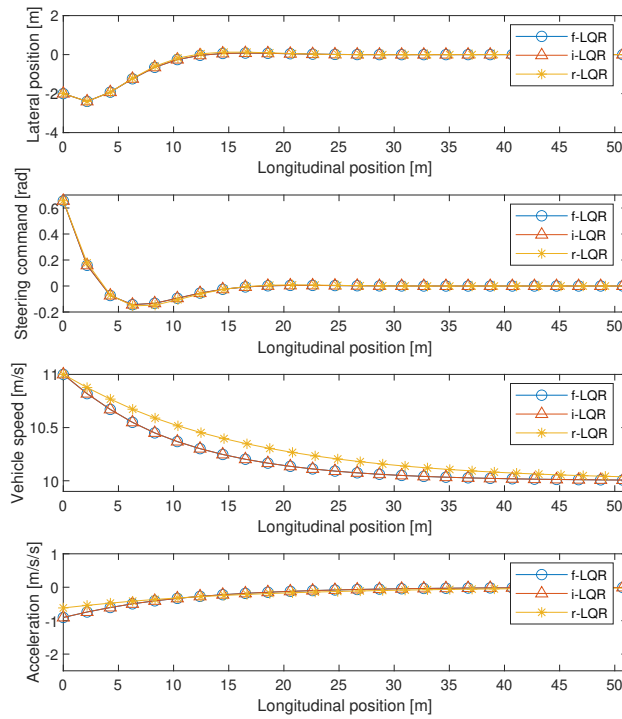 Lateral position [m]
2
0
-2
-4
f-LQR
i-LQR
r-LQR
0 5 10 15 20 25 30 35 40 45 50
Longitudinal position [m]
Steering command [rad]
0.6
0.4
0.2
0
-0.2
f-LQR
i-LQR
r-LQR
0 5 10 15 20 25 30 35 40 45 50
Longitudinal position [m]
Vehicle speed [m/s]
11
10.5
10
f-LQR
i-LQR
r-LQR
0 5 10 15 20 25 30 35 40 45 50
Longitudinal position [m]
Acceleration [m/s/s]
1
0
-1
-2
f-LQR
i-LQR
r-LQR
0 5 10 15 20 25 30 35 40 45 50
Longitudinal position [m]